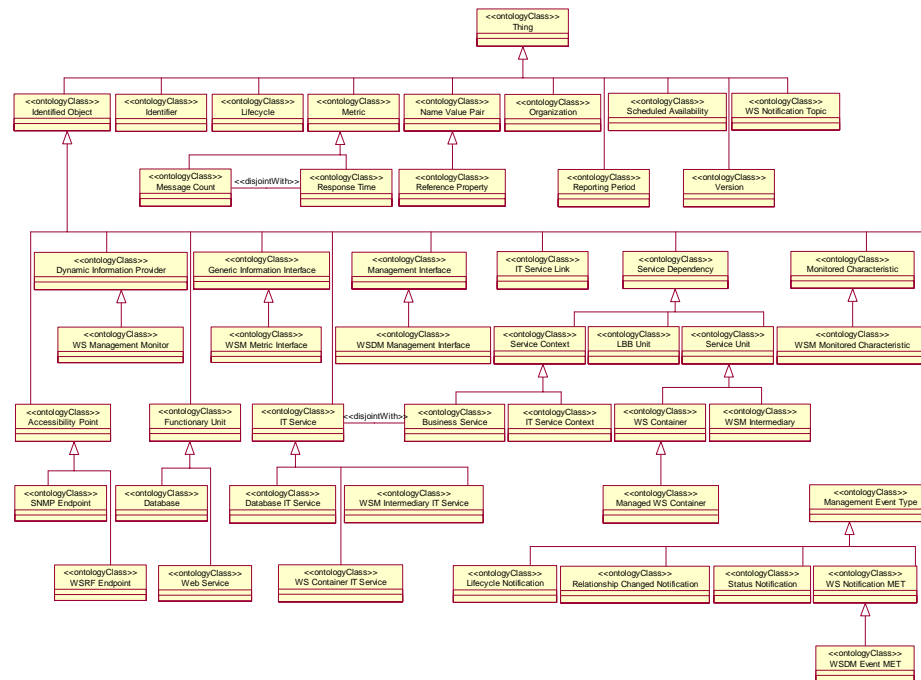 <<ontologyClass>>
Thing
<<ontologyClass>>
Identified Object
<<ontologyClass>>
Identifier
<<ontologyClass>>
Lifecycle
<<ontologyClass>>
Metric
<<ontologyClass>>
Name Value Pair
<<ontologyClass>>
Organization
<<ontologyClass>>
Scheduled Availability
<<ontologyClass>>
WS Notification Topic
<<ontologyClass>>
Message Count
<<disjointWith>>
<<ontologyClass>>
Response Time
<<ontologyClass>>
Reference Property
<<ontologyClass>>
Reporting Period
<<ontologyClass>>
Version
<<ontologyClass>>
Dynamic Information Provider
<<ontologyClass>>
Generic Information Interface
<<ontologyClass>>
Management Interface
<<ontologyClass>>
IT Service Link
<<ontologyClass>>
Service Dependency
<<ontologyClass>>
Monitored Characteristic
<<ontologyClass>>
WS Management Monitor
<<ontologyClass>>
WSM Metric Interface
<<ontologyClass>>
WSDM Management Interface
<<ontologyClass>>
Service Context
<<ontologyClass>>
LBB Unit
<<ontologyClass>>
Service Unit
<<ontologyClass>>
WSM Monitored Characteristic
<<ontologyClass>>
Accessibility Point
<<ontologyClass>>
Functionary Unit
<<ontologyClass>>
IT Service
<<disjointWith>>
<<ontologyClass>>
Business Service
<<ontologyClass>>
IT Service Context
<<ontologyClass>>
WS Container
<<ontologyClass>>
WSM Intermediary
<<ontologyClass>>
SNMP Endpoint
<<ontologyClass>>
Database
<<ontologyClass>>
Database IT Service
<<ontologyClass>>
WSM Intermediary IT Service
<<ontologyClass>>
Managed WS Container
<<ontologyClass>>
Management Event Type
<<ontologyClass>>
WSRF Endpoint
<<ontologyClass>>
Web Service
<<ontologyClass>>
WS Container IT Service
<<ontologyClass>>
Lifecycle Notification
<<ontologyClass>>
Relationship Changed Notification
<<ontologyClass>>
Status Notification
<<ontologyClass>>
WS Notification MET
<<ontologyClass>>
WSDM Event MET